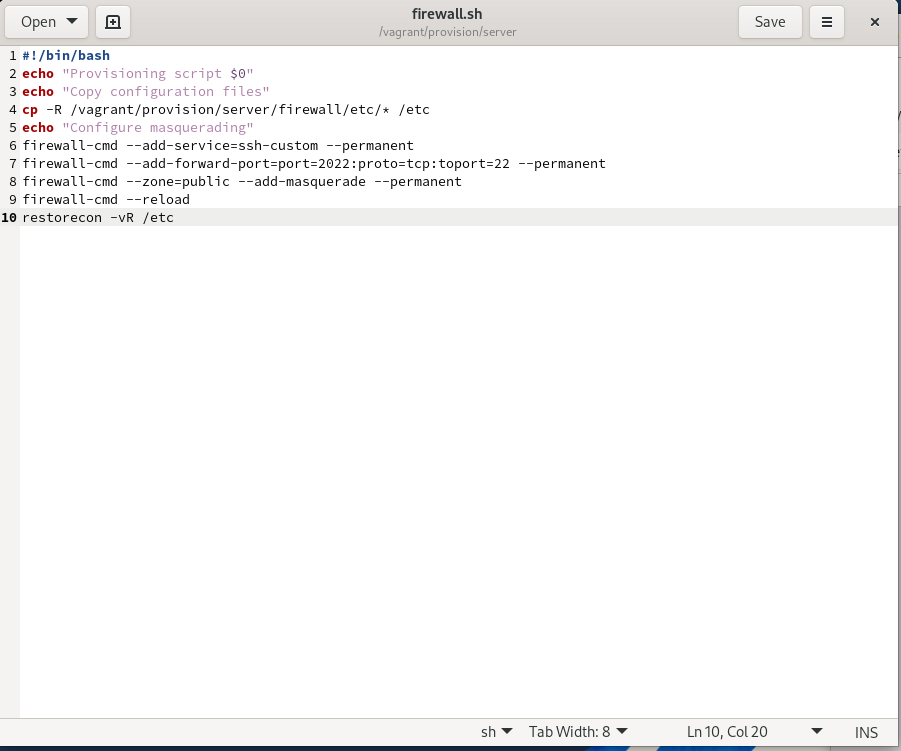 Open
firewall.sh
/vagrant/provision/server
Save
1 #!/bin/bash
2 echo "Provisioning script $0"
3 echo "Copy configuration files"
4 cp -R /vagrant/provision/server/firewall/etc/* /etc
5 echo "Configure masquerading"
6 firewall-cmd --add-service=ssh-custom --permanent
7 firewall-cmd --add-forward-port=port=2022:proto=tcp:toport=22 --permanent
8 firewall-cmd --zone=public --add-masquerade --permanent
9 firewall-cmd --reload
10 restorecon -vR /etc
sh Tab Width: 8 Ln 10, Col 20 INS